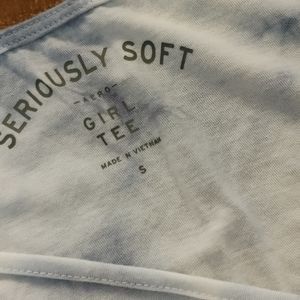 SERIOUSLY SOFT
-AERO-
GIRL
TEE
MADE IN VIETNAM
S